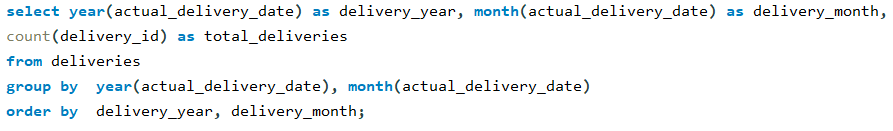 select year(actual_delivery_date) as delivery_year, month(actual_delivery_date) as delivery_month,
count(delivery_id) as total_deliveries
from deliveries
group by  year(actual_delivery_date), month(actual_delivery_date)
order by  delivery_year, delivery_month;